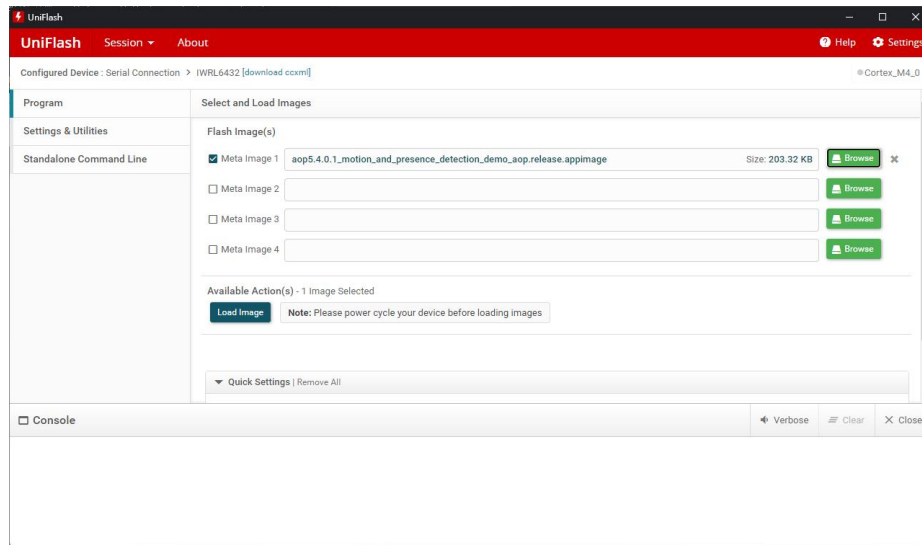 UniFlash
UniFlash Session About Help Settings
Configured Device : Serial Connection > IWRL6432 [download ccxml] Cortex_M4_0
Program
Settings & Utilities
Standalone Command Line
Select and Load Images
Flash Image(s)
Meta Image 1 aop5.4.0.1_motion_and_presence_detection_demo_aop.release.appimage Size: 203.32 KB Browse
Meta Image 2 Browse
Meta Image 3 Browse
Meta Image 4 Browse
Available Action(s) - 1 Image Selected
Load Image Note: Please power cycle your device before loading images
Quick Settings | Remove All
Console Verbose Clear Close